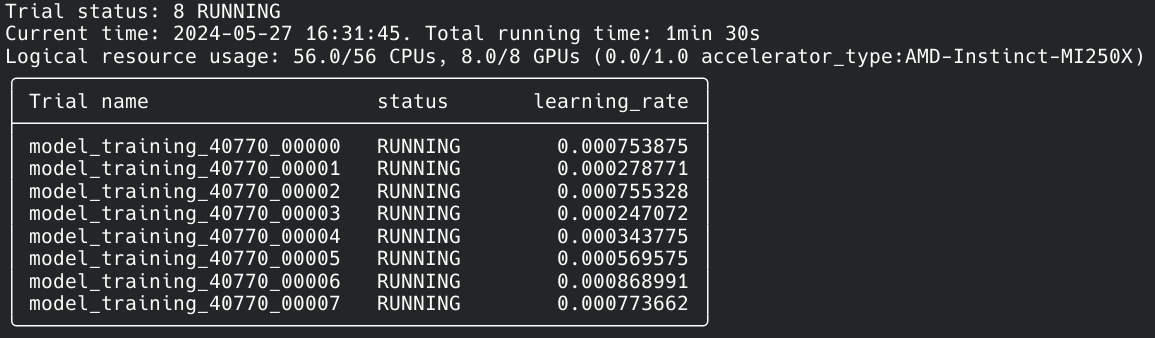 Trial status: 8 RUNNING
Current time: 2024-05-27 16:31:45. Total running time: 1min 30s
Logical resource usage: 56.0/56 CPUs, 8.0/8 GPUs (0.0/1.0 accelerator_type:AMD-Instinct-MI250X)
Trial name status learning_rate
model_training_40770_00000 RUNNING 0.000753875
model_training_40770_00001 RUNNING 0.000278771
model_training_40770_00002 RUNNING 0.000755328
model_training_40770_00003 RUNNING 0.000247072
model_training_40770_00004 RUNNING 0.000343775
model_training_40770_00005 RUNNING 0.000569575
model_training_40770_00006 RUNNING 0.000868991
model_training_40770_00007 RUNNING 0.000773662